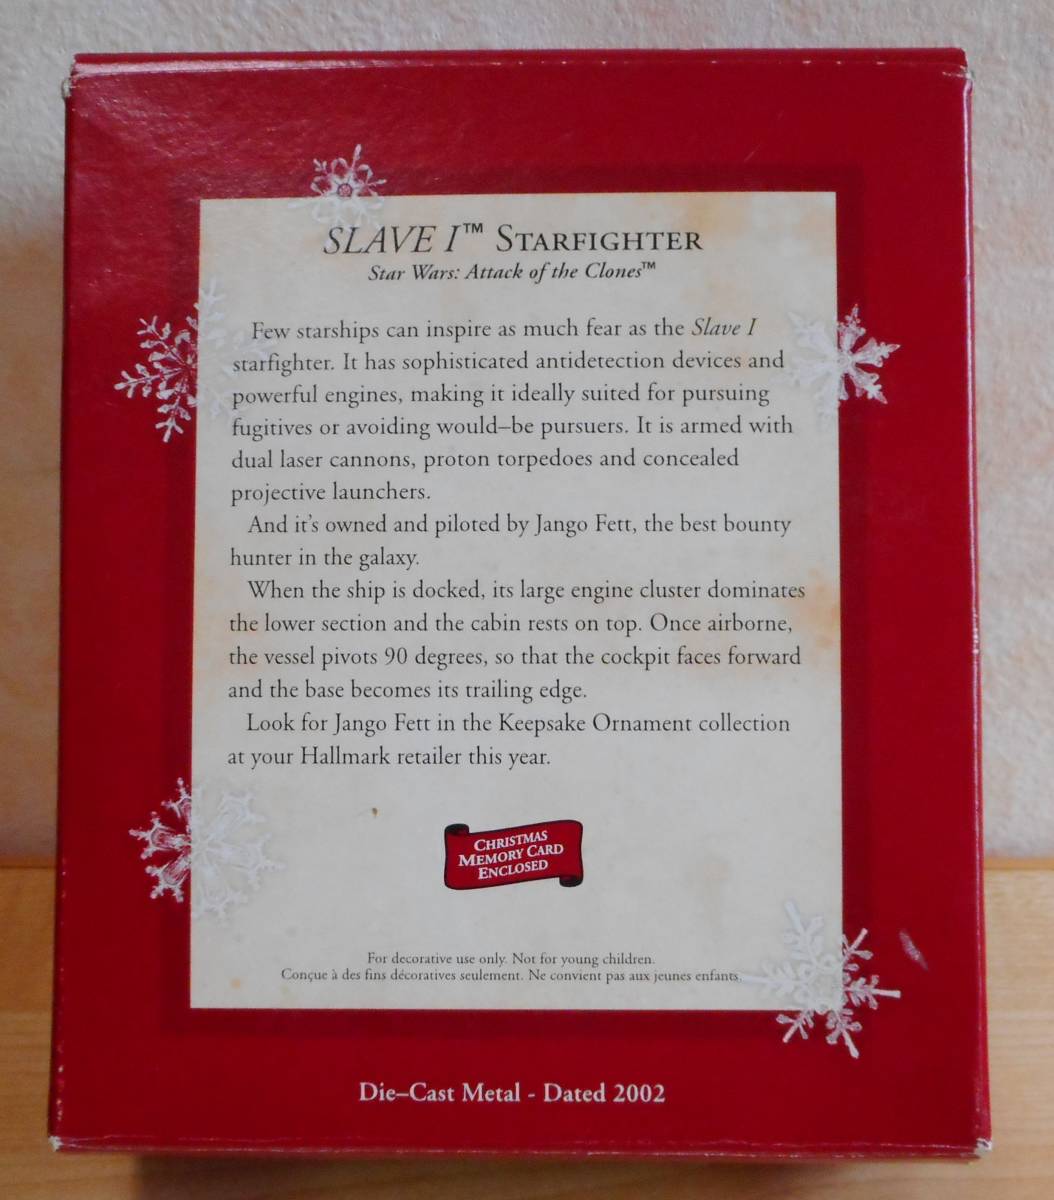 SLAVE I™ STARFIGHTER
Star Wars: Attack of the Clones™
Few starships can inspire as much fear as the Slave I
starfighter. It has sophisticated antidetection devices and
powerful engines, making it ideally suited for pursuing
fugitives or avoiding would–be pursuers. It is armed with
dual laser cannons, proton torpedoes and concealed
projective launchers.
And it's owned and piloted by Jango Fett, the best bounty
hunter in the galaxy.
When the ship is docked, its large engine cluster dominates
the lower section and the cabin rests on top. Once airborne,
the vessel pivots 90 degrees, so that the cockpit faces forward
and the base becomes its trailing edge.
Look for Jango Fett in the Keepsake Ornament collection
at your Hallmark retailer this year.
CHRISTMAS
MEMORY CARD
ENCLOSED
For decorative use only. Not for young children.
Conçue à des fins décoratives seulement. Ne convient pas aux jeunes enfants.
Die–Cast Metal - Dated 2002